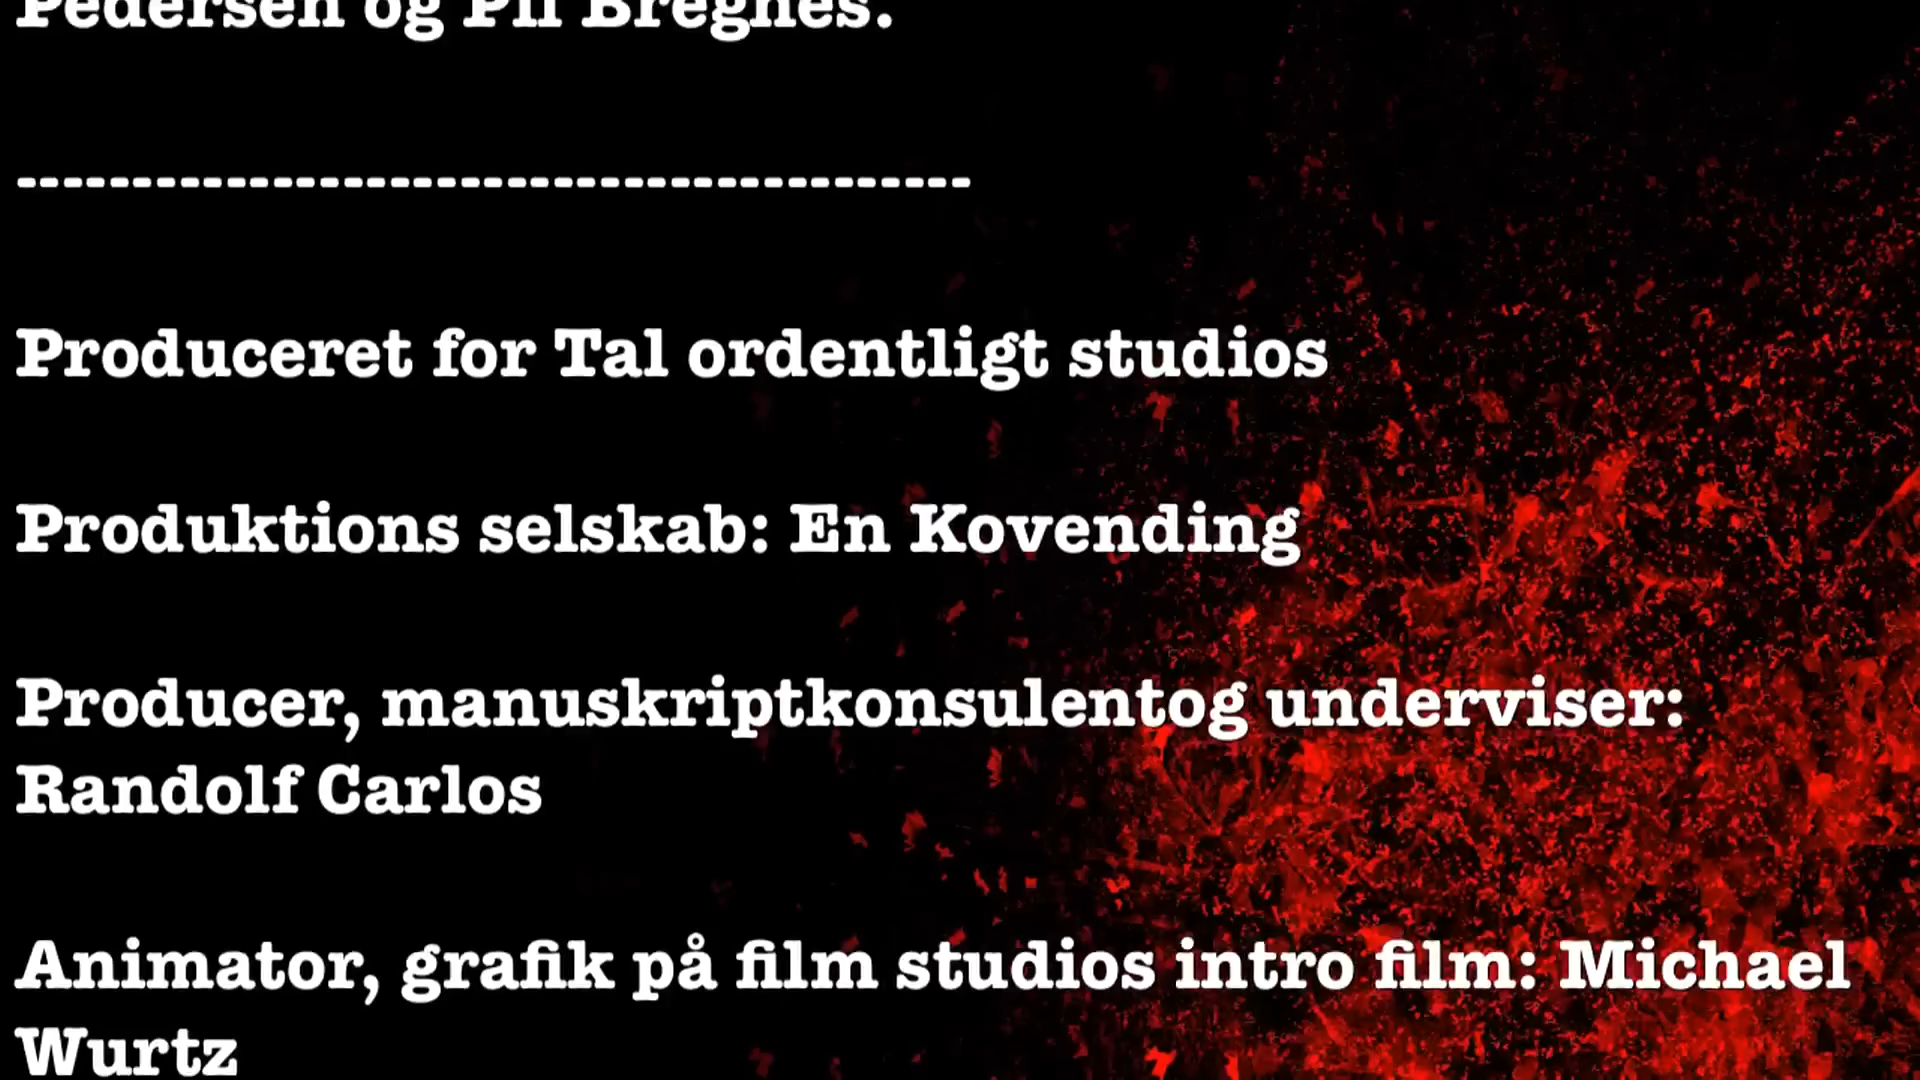 Pedersen og Pil Bregnes.
-----------------------------------------
Produceret for Tal ordentligt studios
Produktions selskab: En Kovending
Producer, manuskriptkonsulentog underviser:
Randolf Carlos
Animator, grafik på film studios intro film: Michael
Wurtz